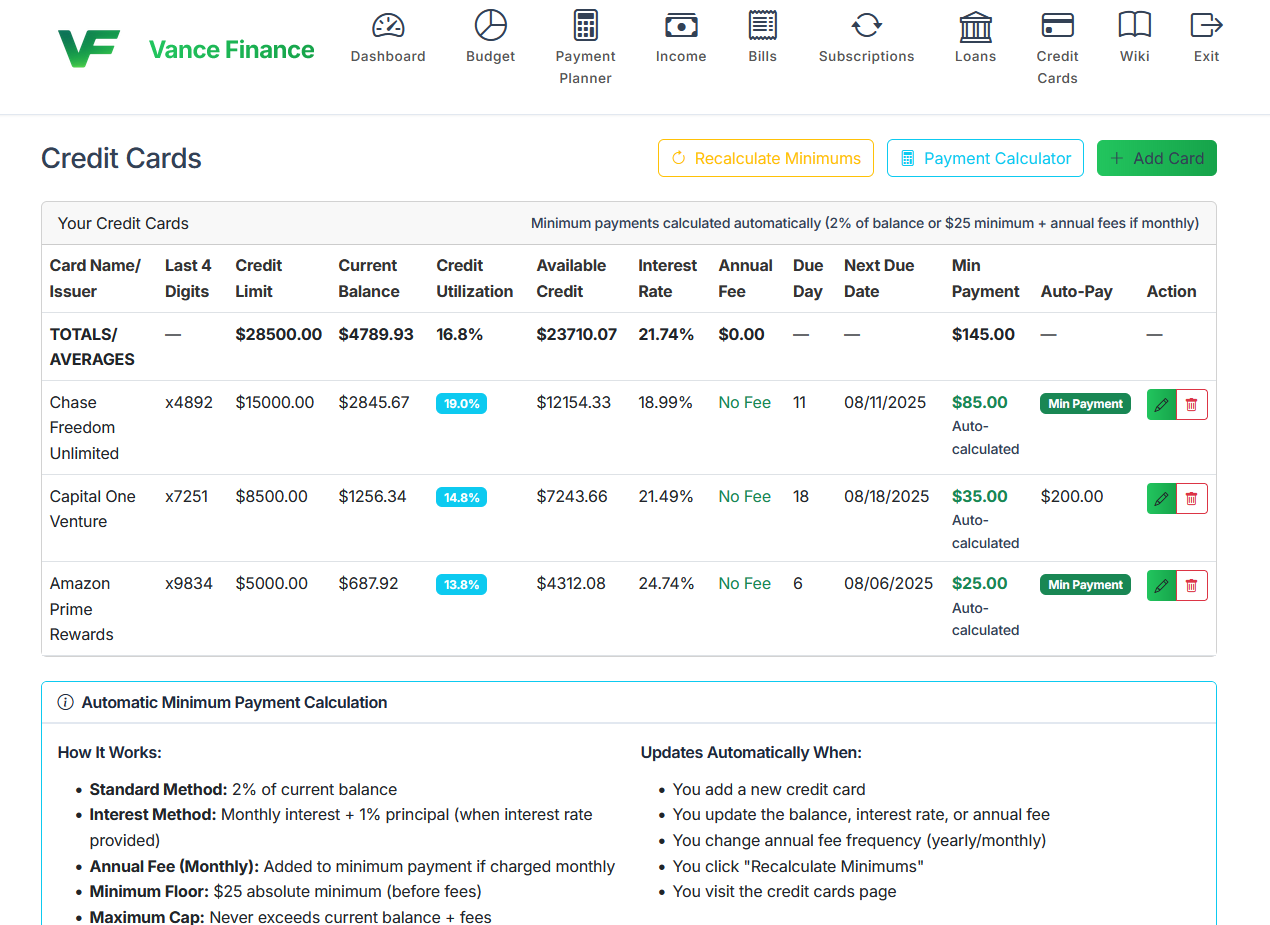 VF Vance Finance
Dashboard
Budget
Payment
Planner
Income
Bills
Subscriptions
Loans
Credit
Cards
Wiki
Exit
Credit Cards
Recalculate Minimums
Payment Calculator
+ Add Card
Your Credit Cards
Minimum payments calculated automatically (2% of balance or $25 minimum + annual fees if monthly)
Card Name/ Last 4 Credit Current Credit Available Interest Annual Due Next Due Min
Issuer Digits Limit Balance Utilization Credit Rate Fee Day Date Payment Auto-Pay Action
TOTALS/ — $28500.00 $4789.93 16.8% $23710.07 21.74% $0.00 — — $145.00 — —
AVERAGES
Chase x4892 $15000.00 $2845.67 19.0% $12154.33 18.99% No Fee 11 08/11/2025 $85.00 Min Payment
Freedom Auto-
Unlimited calculated
Capital One x7251 $8500.00 $1256.34 14.8% $7243.66 21.49% No Fee 18 08/18/2025 $35.00 $200.00
Venture Auto-
calculated
Amazon x9834 $5000.00 $687.92 13.8% $4312.08 24.74% No Fee 6 08/06/2025 $25.00 Min Payment
Prime Auto-
Rewards calculated
Automatic Minimum Payment Calculation
How It Works:
• Standard Method: 2% of current balance
• Interest Method: Monthly interest + 1% principal (when interest rate
provided)
• Annual Fee (Monthly): Added to minimum payment if charged monthly
• Minimum Floor: $25 absolute minimum (before fees)
• Maximum Cap: Never exceeds current balance + fees
Updates Automatically When:
• You add a new credit card
• You update the balance, interest rate, or annual fee
• You change annual fee frequency (yearly/monthly)
• You click "Recalculate Minimums"
• You visit the credit cards page